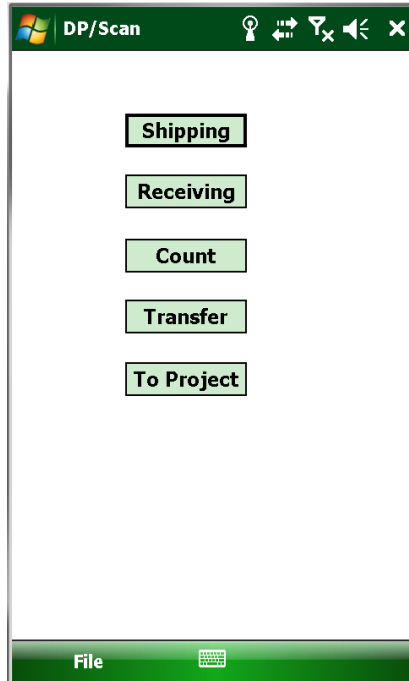 DP/Scan
Shipping
Receiving
Count
Transfer
To Project
File